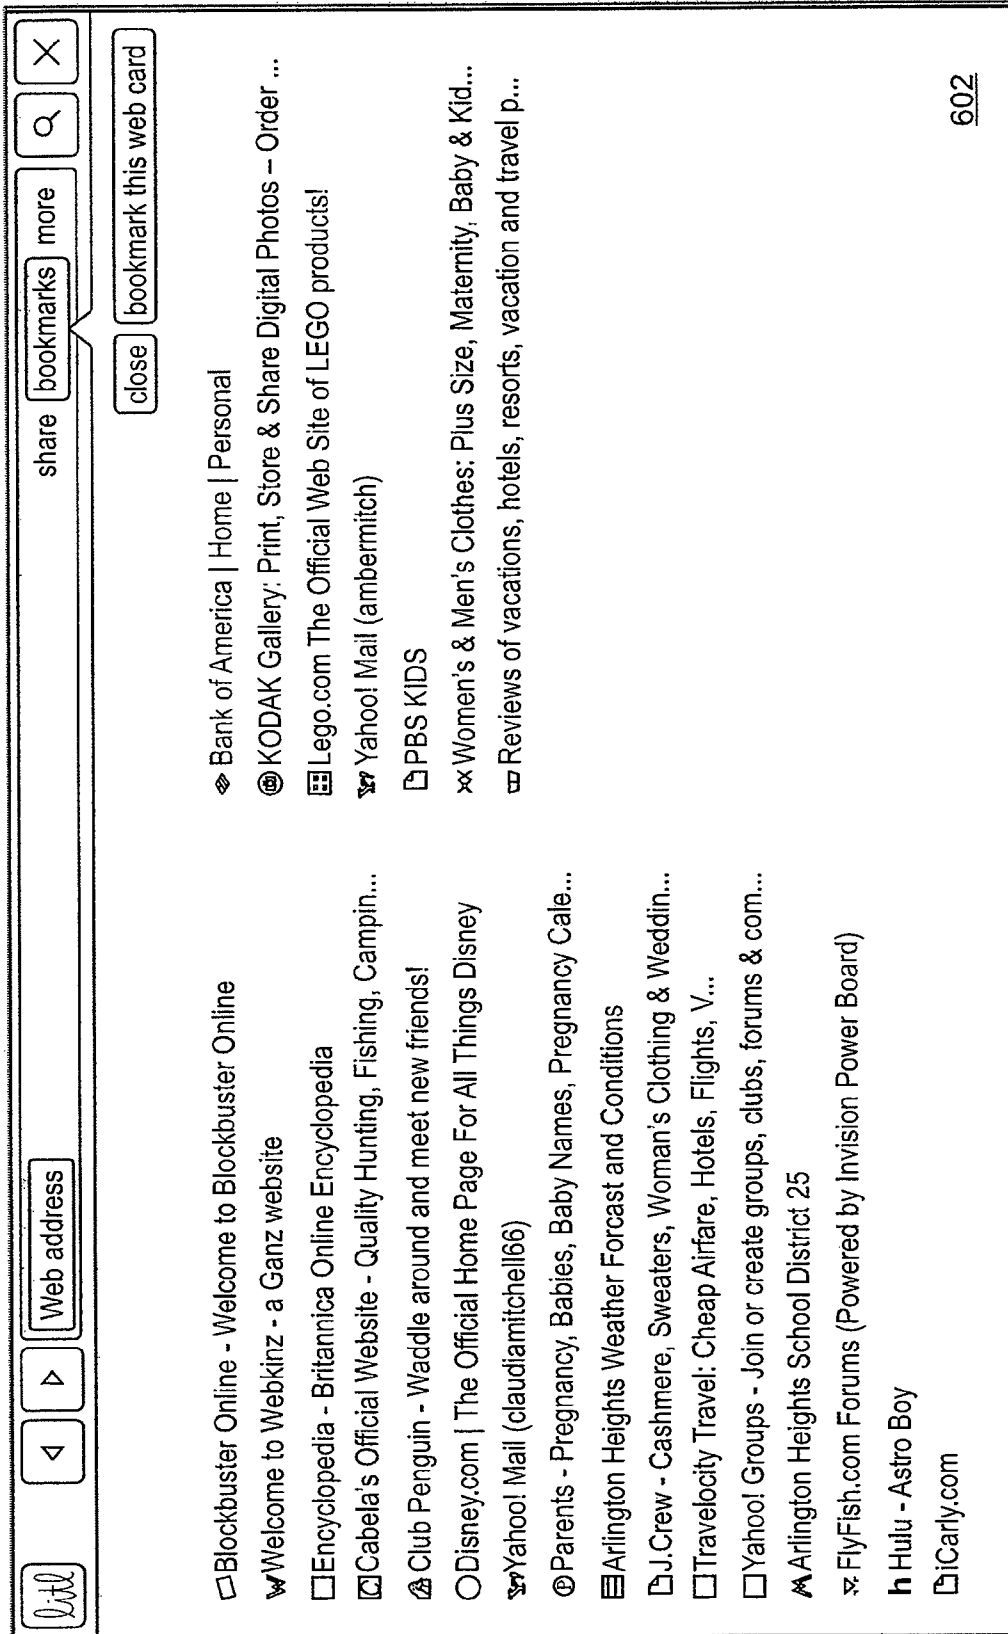 litl
Web address
share bookmarks more
close bookmark this web card
Blockbuster Online - Welcome to Blockbuster Online
Welcome to Webkinz - a Ganz website
Encyclopedia - Britannica Online Encyclopedia
Cabela's Official Website - Quality Hunting, Fishing, Campin...
Club Penguin - Waddle around and meet new friends!
Disney.com | The Official Home Page For All Things Disney
Yahoo! Mail (claudiamitchell66)
Parents - Pregnancy, Babies, Baby Names, Pregnancy Cale...
Arlington Heights Weather Forcast and Conditions
J.Crew - Cashmere, Sweaters, Woman's Clothing & Weddin...
Travelocity Travel: Cheap Airfare, Hotels, Flights, V...
Yahoo! Groups - Join or create groups, clubs, forums & com...
Arlington Heights School District 25
FlyFish.com Forums (Powered by Invision Power Board)
h Hulu - Astro Boy
iCarly.com
Bank of America | Home | Personal
KODAK Gallery: Print, Store & Share Digital Photos – Order ...
Lego.com The Official Web Site of LEGO products!
Yahoo! Mail (ambermitch)
PBS KIDS
Women's & Men's Clothes: Plus Size, Maternity, Baby & Kid...
Reviews of vacations, hotels, resorts, vacation and travel p...
602